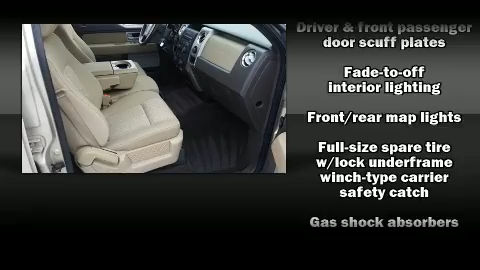 Driver & front passenger
door scuff plates
Fade-to-off
interior lighting
Front/rear map lights
Full-size spare tire
w/lock underframe
winch-type carrier
safety catch
Gas shock absorbers